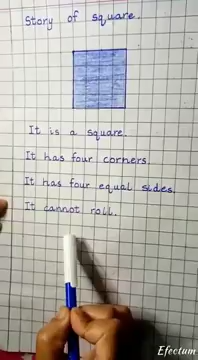 Story of square.
It is a square.
It has four corners.
It has four equal sides.
It cannot roll.
Efectum